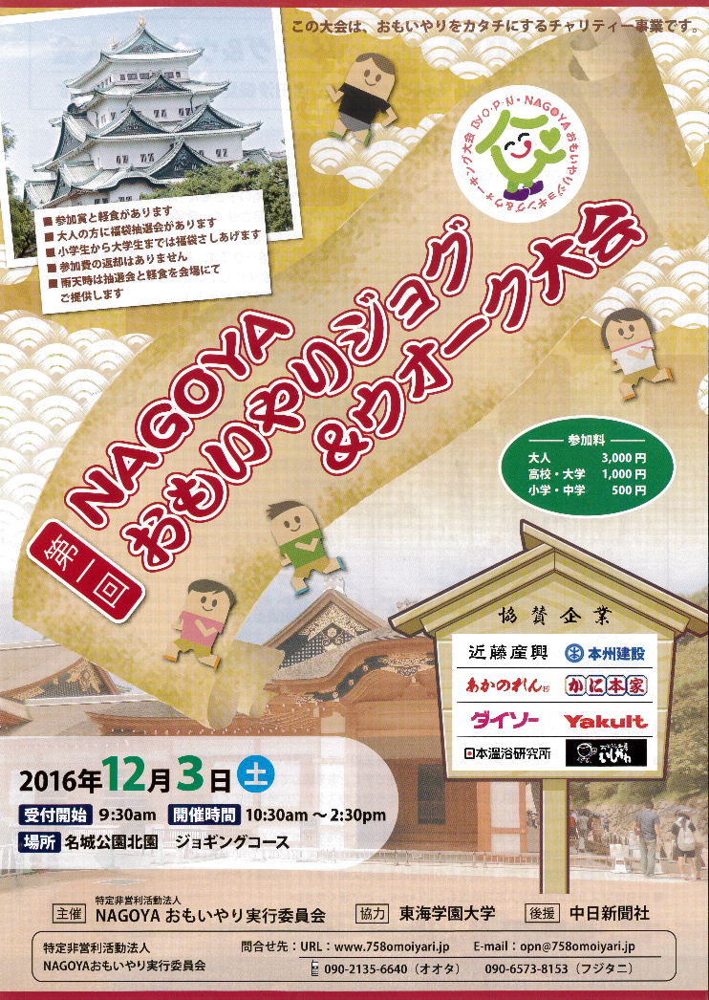 この大会は、おもいやりをカタチにするチャリティー事業です。
By O・P・N・NAGOYA おもいやりジョギング&ウォーキング大会
■ 参加賞と軽食があります
■ 大人の方に福袋抽選会があります
■ 小学生から大学生までは福袋さしあげます
■ 参加費の返却はありません
■ 雨天時は抽選会と軽食を会場にて
ご提供します
第一回
NAGOYA
おもいやりジョグ
&ウオーク大会
参加料
大人 3,000円
高校・大学 1,000円
小学・中学 500円
協賛企業
近藤産興 本州建設
あかのれん® かに本家
ダイソー Yakult
日本温浴研究所 いしかわ
2016年12月3日 土
受付開始 9:30am 開催時間 10:30am ～ 2:30pm
場所 名城公園北園 ジョギングコース
特定非営利活動法人
主催 NAGOYA おもいやり実行委員会 協力 東海学園大学 後援 中日新聞社
特定非営利活動法人
NAGOYAおもいやり実行委員会
問合せ先：URL：www.758omoiyari.jp E-mail：opn@758omoiyari.jp
090-2135-6640（オオタ） 090-6573-8153（フジタニ）